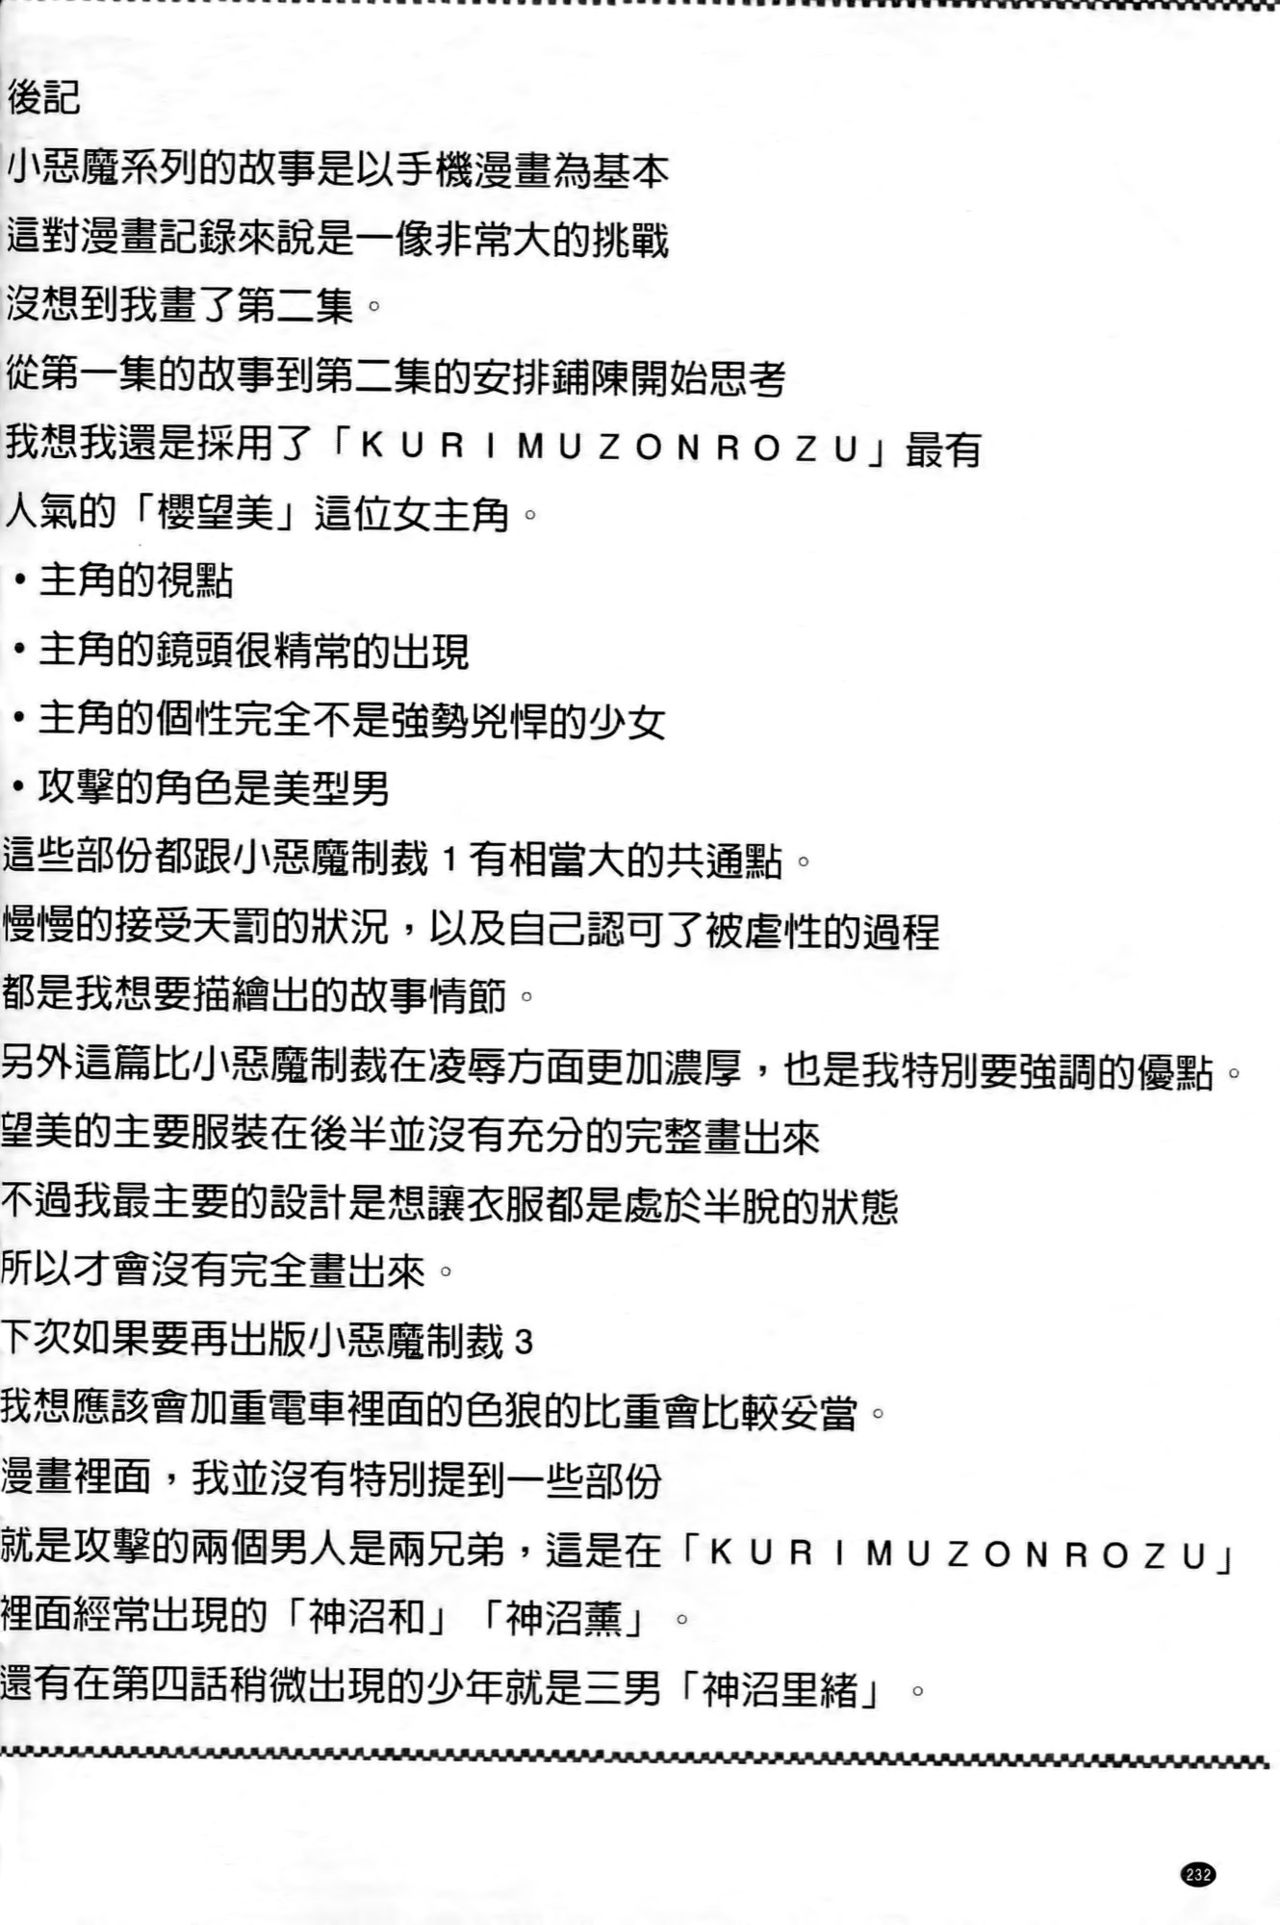 後記
小惡魔系列的故事是以手機漫畫為基本
這對漫畫記錄來說是一像非常大的挑戰
沒想到我畫了第二集。
從第一集的故事到第二集的安排鋪陳開始思考
我想我還是採用了「ＫＵＲＩＭＵＺＯＮＲＯＺＵ」最有
人氣的「櫻望美」這位女主角。
・主角的視點
・主角的鏡頭很精常的出現
・主角的個性完全不是強勢兇悍的少女
・攻擊的角色是美型男
這些部份都跟小惡魔制裁１有相當大的共通點。
慢慢的接受天罰的狀況，以及自己認可了被虐性的過程
都是我想要描繪出的故事情節。
另外這篇比小惡魔制裁在凌辱方面更加濃厚，也是我特別要強調的優點。
望美的主要服裝在後半並沒有充分的完整畫出來
不過我最主要的設計是想讓衣服都是處於半脫的狀態
所以才會沒有完全畫出來。
下次如果要再出版小惡魔制裁３
我想應該會加重電車裡面的色狼的比重會比較妥當。
漫畫裡面，我並沒有特別提到一些部份
就是攻擊的兩個男人是兩兄弟，這是在「ＫＵＲＩＭＵＺＯＮＲＯＺＵ」
裡面經常出現的「神沼和」「神沼薰」。
還有在第四話稍微出現的少年就是三男「神沼里緒」。
232